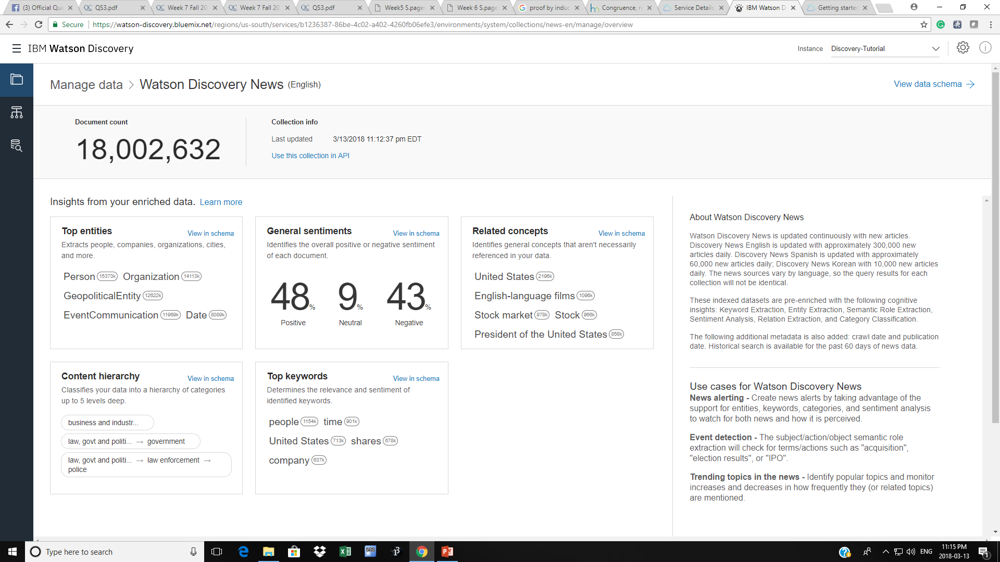 (3) Official Que
QS3.pdf
Week 7 Fall 20
Week 7 Fall 20
QS3.pdf
Week5 S.pages
Week 6 S.page
proof by induc
Congruence, re
Service Details
IBM Watson D
Getting started
Secure
https://watson-discovery.bluemix.net/regions/us-south/services/b1236387-86be-4c02-a402-4260fb06efe3/environments/system/collections/news-en/manage/overview
IBM Watson Discovery
Instance
Discovery-Tutorial
Manage data > Watson Discovery News (English)
View data schema
Document count
18,002,632
Collection info
Last updated 3/13/2018 11:12:37 pm EDT
Use this collection in API
Insights from your enriched data. Learn more
Top entities
View in schema
Extracts people, companies, organizations, cities,
and more.
Person 15373k Organization 14113k
GeopoliticalEntity 12622k
EventCommunication 11969k Date 8089k
General sentiments
View in schema
Identifies the overall positive or negative sentiment
of each document.
48% 9% 43%
Positive Neutral Negative
Related concepts
View in schema
Identifies general concepts that aren't necessarily
referenced in your data.
United States 2196k
English-language films 1096k
Stock market 978k Stock 966k
President of the United States 858k
Content hierarchy
View in schema
Classifies your data into a hierarchy of categories
up to 5 levels deep.
business and industr...
law, govt and politi... → government
law, govt and politi... → law enforcement →
police
Top keywords
View in schema
Determines the relevance and sentiment of
identified keywords.
people 1154k time 901k
United States 713k shares 678k
company 637k
About Watson Discovery News
Watson Discovery News is updated continuously with new articles.
Discovery News English is updated with approximately 300,000 new
articles daily. Discovery News Spanish is updated with approximately
60,000 new articles daily; Discovery News Korean with 10,000 new articles
daily. The news sources vary by language, so the query results for each
collection will not be identical.
These indexed datasets are pre-enriched with the following cognitive
insights: Keyword Extraction, Entity Extraction, Semantic Role Extraction,
Sentiment Analysis, Relation Extraction, and Category Classification.
The following additional metadata is also added: crawl date and publication
date. Historical search is available for the past 60 days of news data.
Use cases for Watson Discovery News
News alerting - Create news alerts by taking advantage of the
support for entities, keywords, categories, and sentiment analysis
to watch for both news and how it is perceived.
Event detection - The subject/action/object semantic role
extraction will check for terms/actions such as "acquisition",
"election results", or "IPO".
Trending topics in the news - Identify popular topics and monitor
increases and decreases in how frequently they (or related topics)
are mentioned.
Type here to search
ENG
11:15 PM
2018-03-13
1